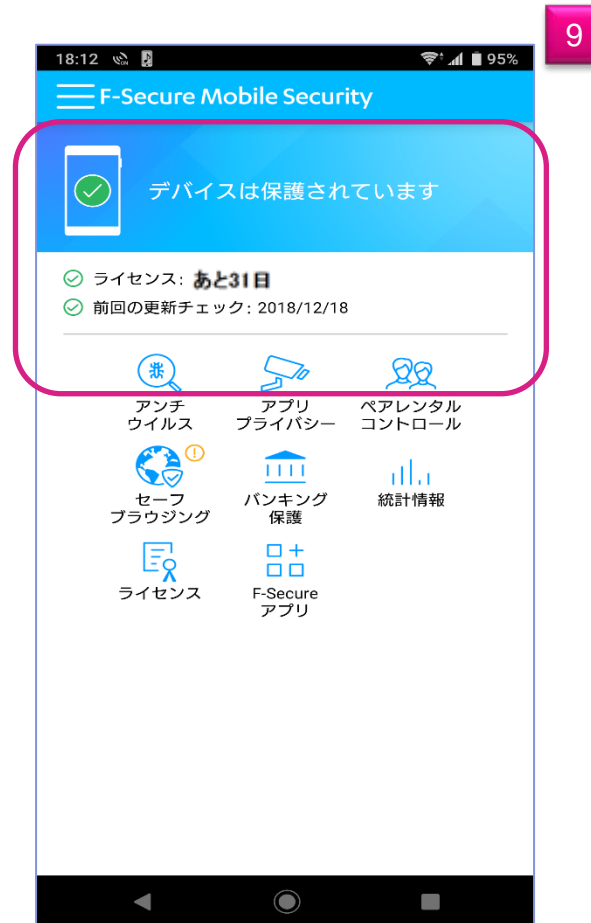 9
18:12
95%
F-Secure Mobile Security
デバイスは保護されています
ライセンス: あと31日
前回の更新チェック: 2018/12/18
アンチ
ウイルス
アプリ
プライバシー
ペアレンタル
コントロール
セーフ
ブラウジング
バンキング
保護
統計情報
ライセンス
F-Secure
アプリ